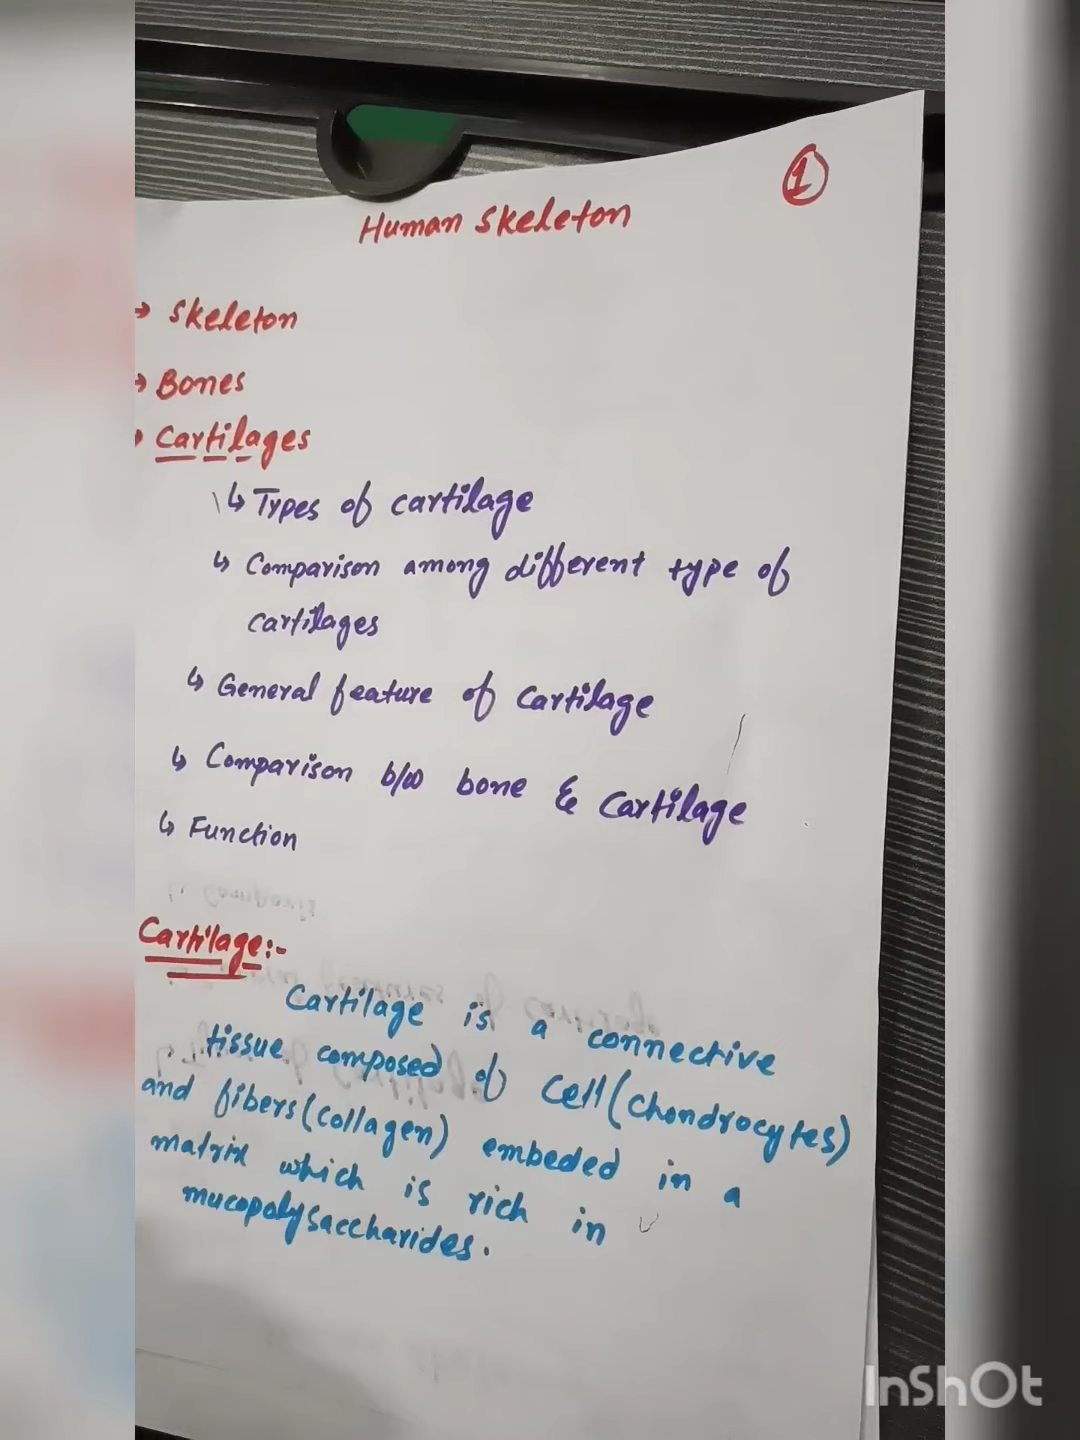 1
Human Skeleton
→ Skeleton
→ Bones
→ Cartilages
↳ Types of cartilage
↳ Comparison among different type of
cartilages
↳ General feature of Cartilage
↳ Comparison b/w bone & Cartilage
↳ Function
Cartilage:-
Cartilage is a connective
tissue composed of Cell (Chondrocytes)
and fibers (Collagen) embeded in a
matrix which is rich in
mucopolysaccharides.
InShOt